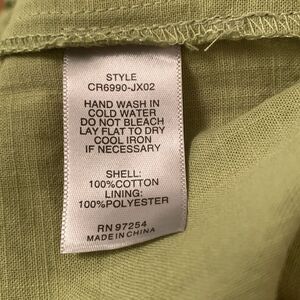 STYLE
CR6990-JX02
HAND WASH IN
COLD WATER
DO NOT BLEACH
LAY FLAT TO DRY
COOL IRON
IF NECESSARY
SHELL:
100%COTTON
LINING:
100%POLYESTER
RN 97254
MADE IN CHINA